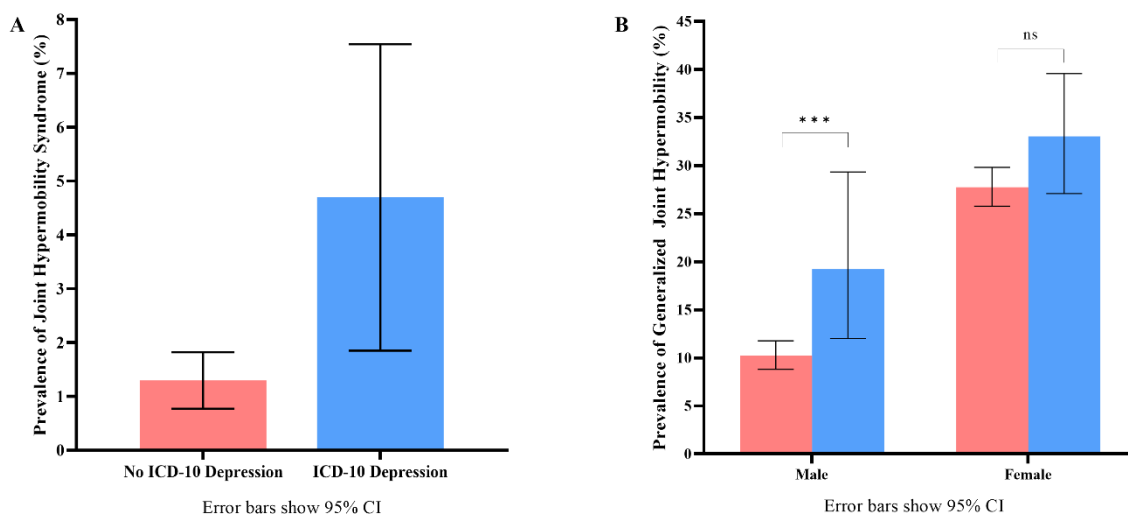 A
Prevalence of Joint Hypermobility Syndrome (%)
8
7
6
5
4
3
2
1
0
No ICD-10 Depression
ICD-10 Depression
Error bars show 95% CI
B
Prevalence of Generalized Joint Hypermobility (%)
45
40
35
30
25
20
15
10
5
0
***
ns
Male
Female
Error bars show 95% CI